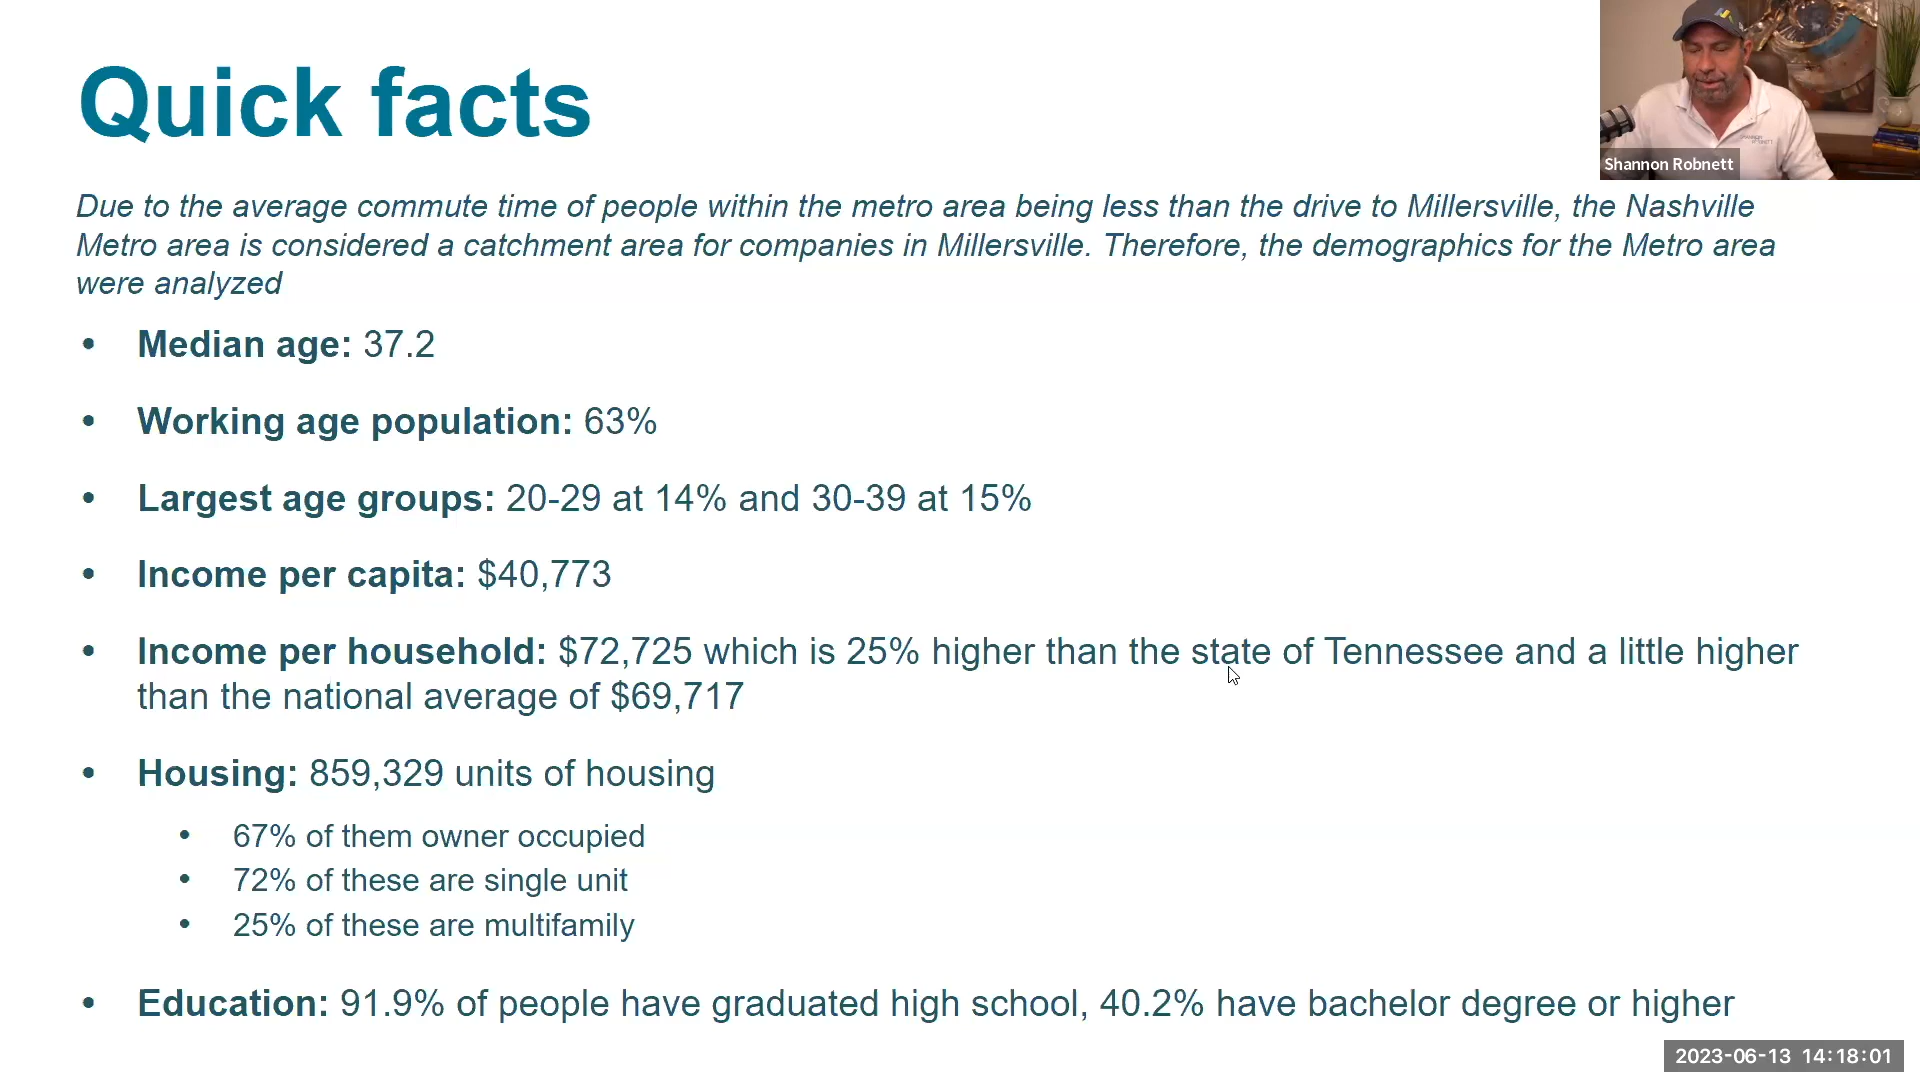 Quick facts
Shannon Robnett
Due to the average commute time of people within the metro area being less than the drive to Millersville, the Nashville
Metro area is considered a catchment area for companies in Millersville. Therefore, the demographics for the Metro area
were analyzed
• Median age: 37.2
• Working age population: 63%
• Largest age groups: 20-29 at 14% and 30-39 at 15%
• Income per capita: $40,773
• Income per household: $72,725 which is 25% higher than the state of Tennessee and a little higher
than the national average of $69,717
• Housing: 859,329 units of housing
• 67% of them owner occupied
• 72% of these are single unit
• 25% of these are multifamily
• Education: 91.9% of people have graduated high school, 40.2% have bachelor degree or higher
2023-06-13 14:18:01